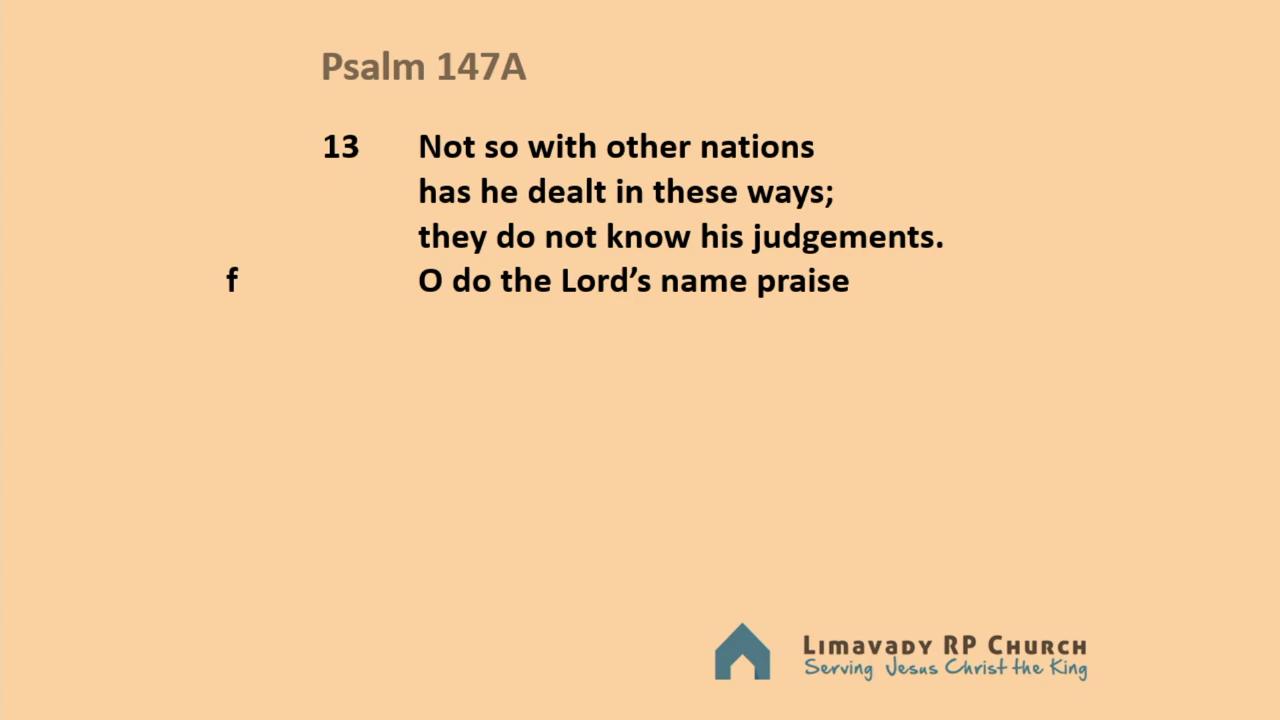 Psalm 147A
13 Not so with other nations
has he dealt in these ways;
they do not know his judgements.
f O do the Lord’s name praise
Limavady RP Church
Serving Jesus Christ the King